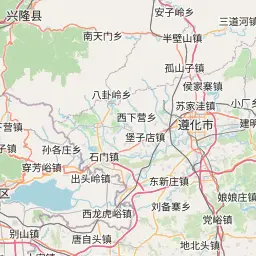 兴隆县
安子岭乡
三道河镇
南天门乡
半壁山镇
孤山子镇
侯家寨镇
八卦岭乡
小厂乡
苏家洼镇
西下营乡
遵化市
建明
下营镇
堡子店镇
孙各庄乡
石门镇
穿芳峪镇
出头岭镇
东新庄镇
区
娘娘庄镇
西龙虎峪镇
刘备寨乡
党峪镇
别山镇
唐自头镇
地北头镇